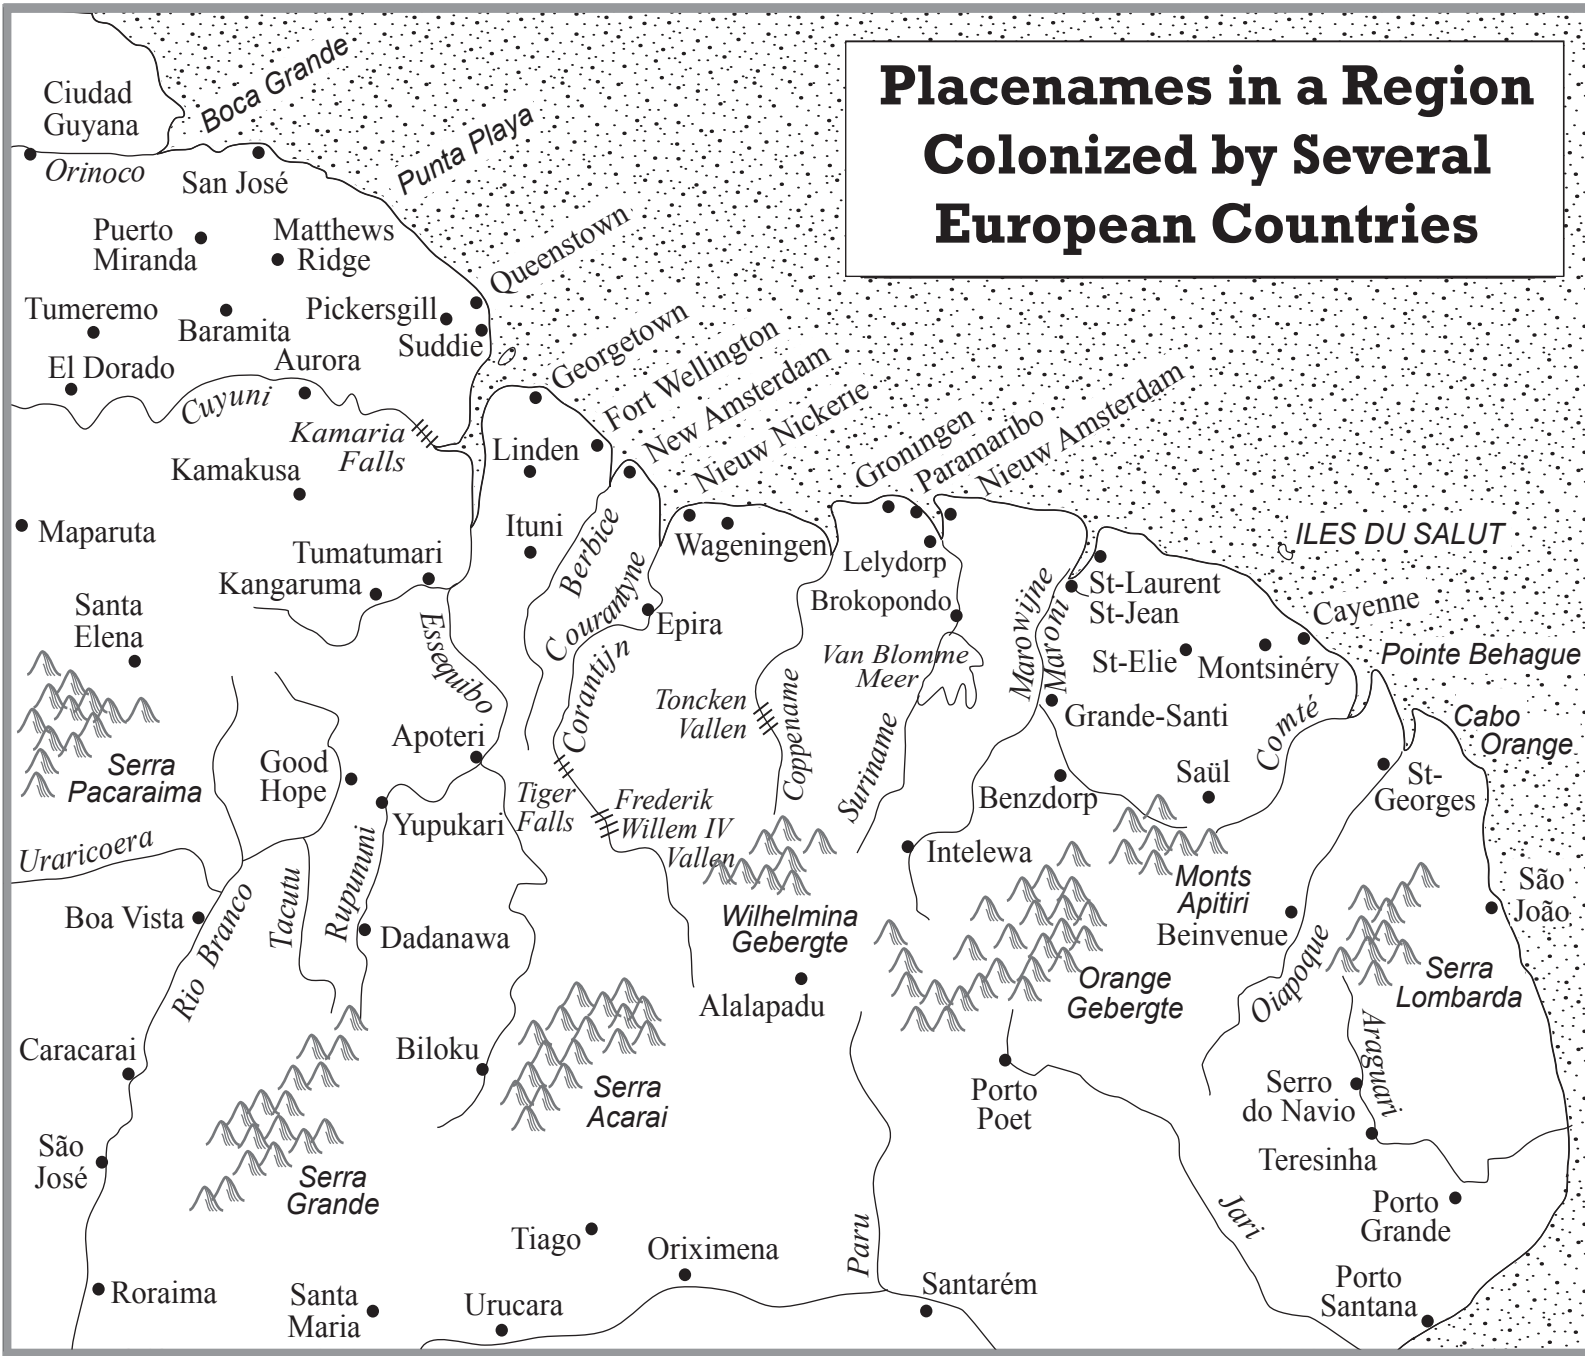 Placenames in a Region
Colonized by Several
European Countries
Ciudad
Guyana
Boca Grande
Orinoco
San José
Punta Playa
Puerto
Miranda
Matthews
Ridge
Queenstown
Tumeremo
Baramita
Pickersgill
Suddie
El Dorado
Aurora
Cuyuni
Georgetown
Fort Wellington
New Amsterdam
Nieuw Nickerie
Groningen
Paramaribo
Nieuw Amsterdam
Kamaria
Falls
Linden
Kamakusa
Maparuta
Ituni
Berbice
Wageningen
Lelydorp
ILES DU SALUT
Tumatumari
Kangaruma
Courantyne
Brokopondo
Marowijne
Maroni
St-Laurent
St-Jean
Cayenne
Santa
Elena
Essequibo
Epira
Corantijn
Van Blomme
Meer
St-Elie
Montsinéry
Pointe Behague
Toncken
Vallen
Coppename
Suriname
Grande-Santi
Comté
Cabo
Orange
Serra
Pacaraima
Good
Hope
Apoteri
Tiger
Falls
Frederik
Willem IV
Vallen
Benzdorp
Saül
St-
Georges
Yupukari
Uraricoera
Intelewa
Monts
Apitiri
São
João
Boa Vista
Rio Branco
Tacutu
Rupununi
Dadanawa
Wilhelmina
Gebergte
Beinvenue
Oiapoque
Serra
Lombarda
Alalapadu
Orange
Gebergte
Araguari
Caracarai
Biloku
Serra
Acarai
Porto
Poet
Serro
do Navio
São
José
Teresinha
Serra
Grande
Jari
Porto
Grande
Tiago
Oriximena
Paru
Roraima
Santa
Maria
Urucara
Santarém
Porto
Santana